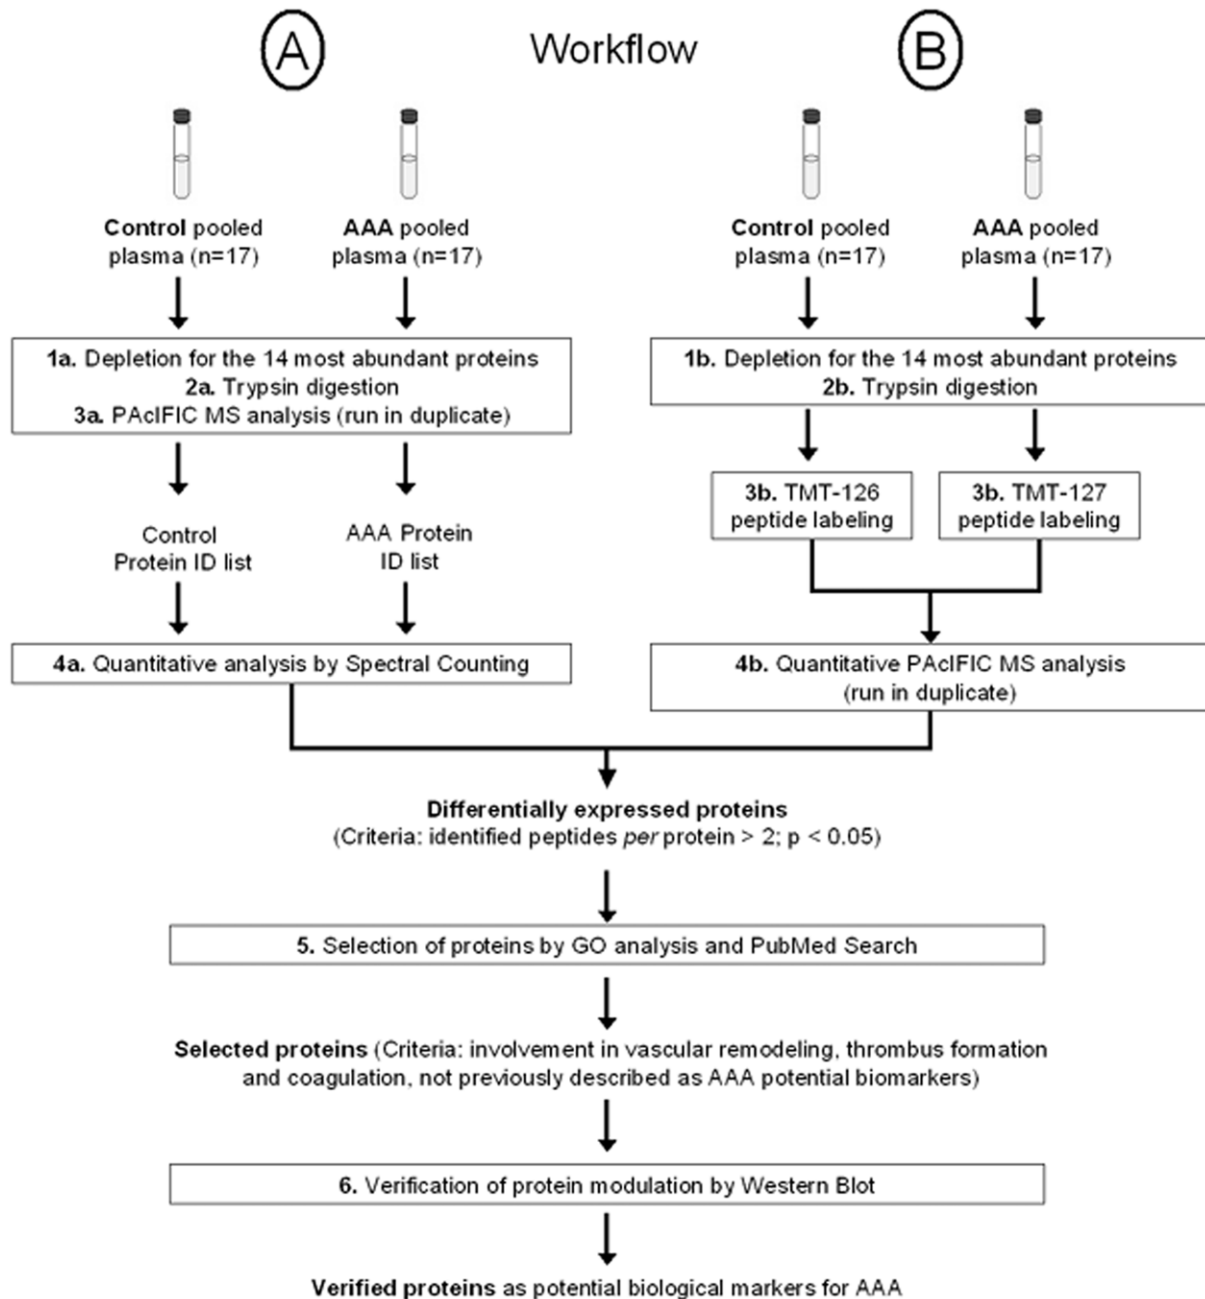 A
Workflow
B
Control pooled
plasma (n=17)
AAA pooled
plasma (n=17)
Control pooled
plasma (n=17)
AAA pooled
plasma (n=17)
1a. Depletion for the 14 most abundant proteins
2a. Trypsin digestion
3a. PAcIFIC MS analysis (run in duplicate)
1b. Depletion for the 14 most abundant proteins
2b. Trypsin digestion
3b. TMT-126
peptide labeling
3b. TMT-127
peptide labeling
Control
Protein ID list
AAA Protein
ID list
4a. Quantitative analysis by Spectral Counting
4b. Quantitative PAcIFIC MS analysis
(run in duplicate)
Differentially expressed proteins
(Criteria: identified peptides per protein > 2; p < 0.05)
5. Selection of proteins by GO analysis and PubMed Search
Selected proteins (Criteria: involvement in vascular remodeling, thrombus formation
and coagulation, not previously described as AAA potential biomarkers)
6. Verification of protein modulation by Western Blot
Verified proteins as potential biological markers for AAA